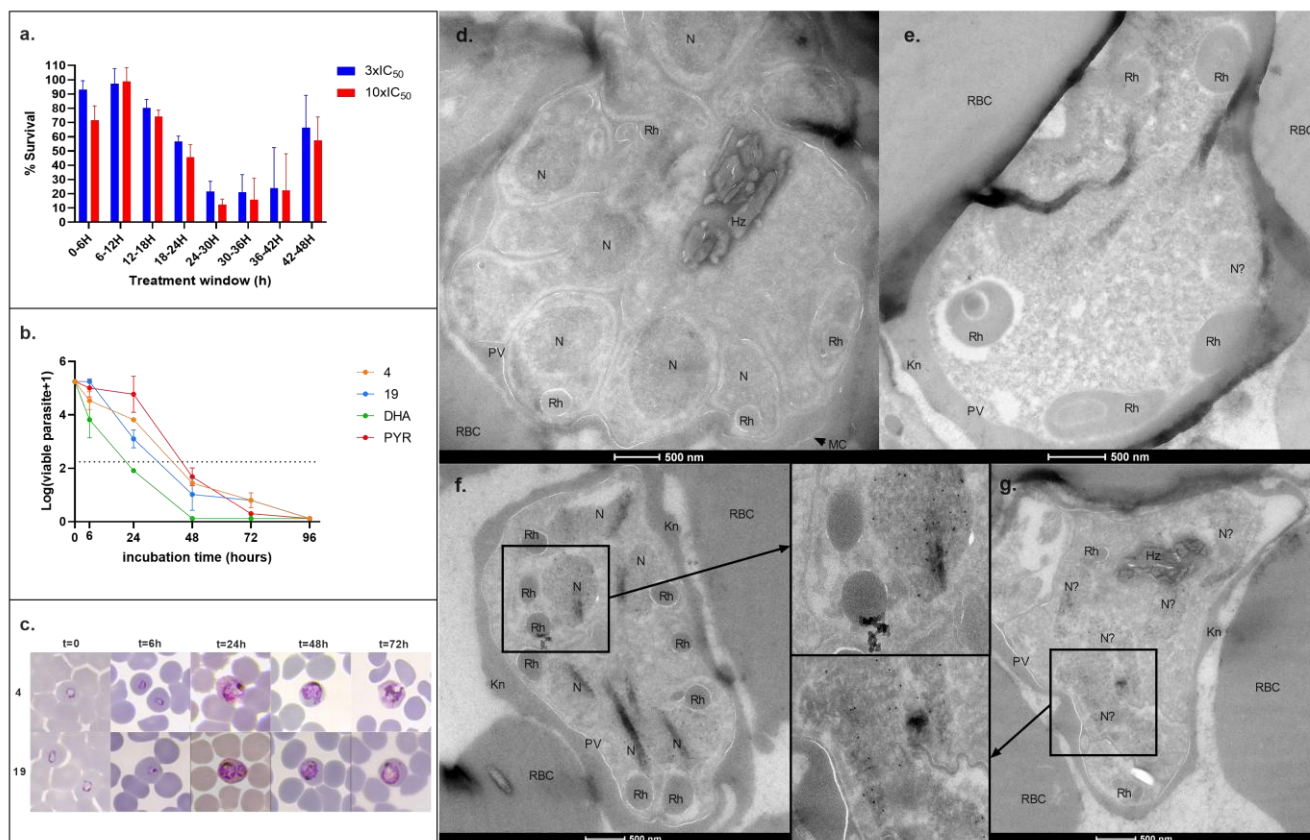 a.
3xIC50
10xIC50
% Survival
110
100
90
80
70
60
50
40
30
20
10
0
0-6H
6-12H
12-18H
18-24H
24-30H
30-36H
36-42H
42-48H
Treatment window (h)
b.
4
19
DHA
PYR
Log(viable parasite+1)
6
4
2
0
0 6 24 48 72 96
incubation time (hours)
c.
t=0 t=6h t=24h t=48h t=72h
4
19
d.
N
Rh
N
Hz
N
N
N
PV
N
Rh
Rh
Rh
RBC
MC
500 nm
e.
Rh
Rh
RBC
RBC
N?
Rh
Rh
Kn
PV
Rh
500 nm
f.
N
Kn
RBC
Rh
N
N
Rh
Rh
Rh
Rh
Rh
Rh
Kn
N
PV
N
N
RBC
Rh
Rh
500 nm
g.
N?
Rh
Hz
N?
N?
N?
Kn
PV
N?
RBC
RBC
Rh
500 nm